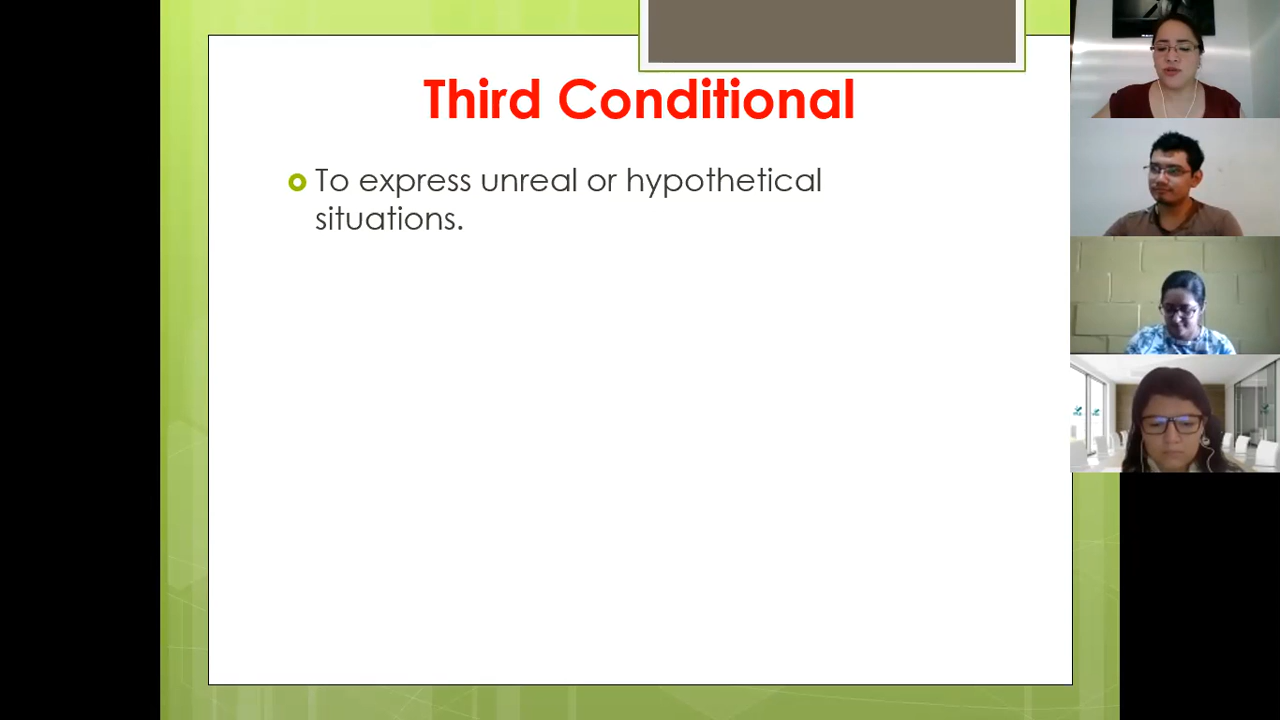 Third Conditional
To express unreal or hypothetical
situations.